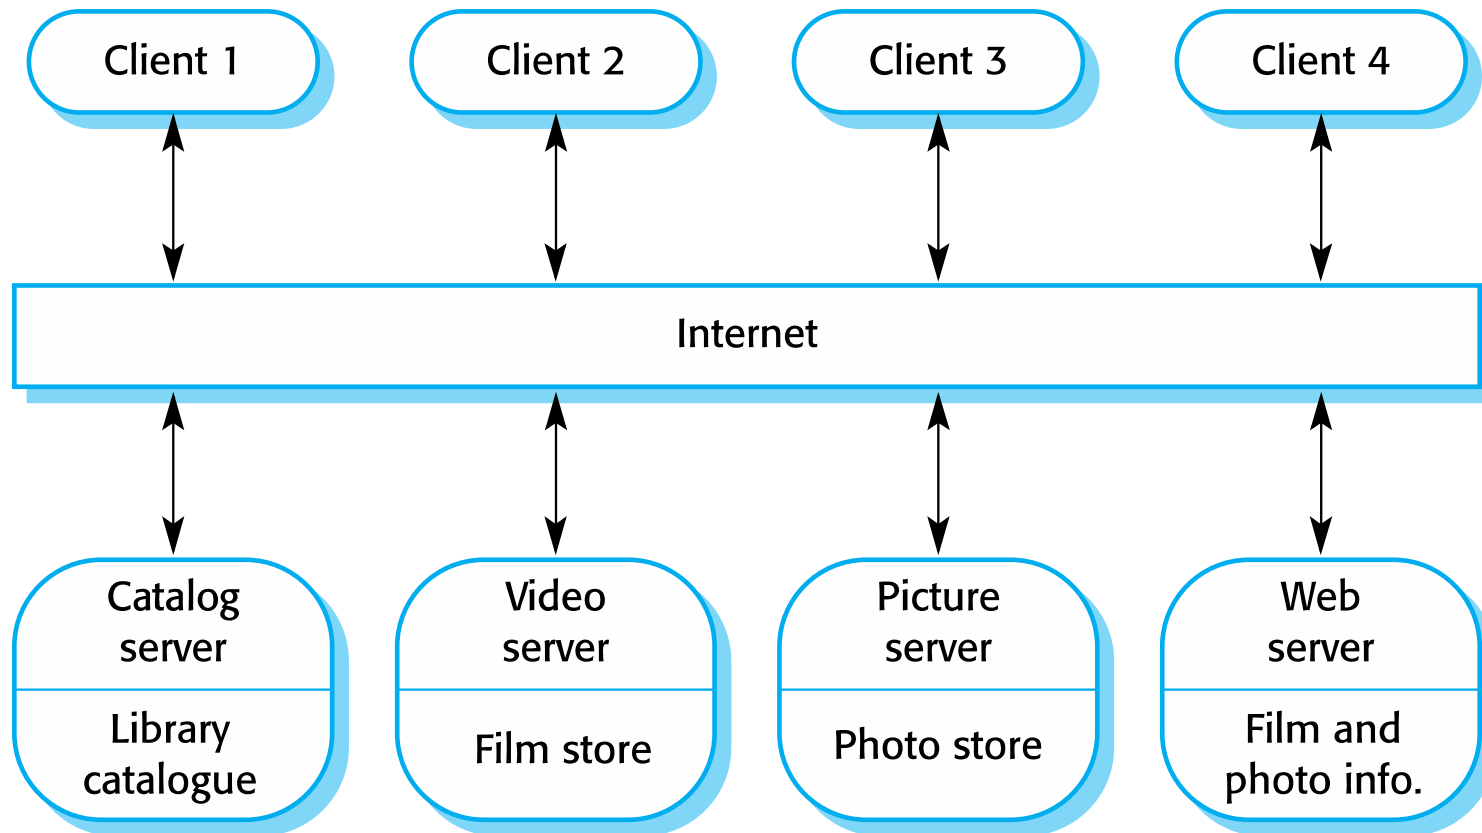 Client 1
Client 2
Client 3
Client 4
Internet
Catalog
server
Library
catalogue
Video
server
Film store
Picture
server
Photo store
Web
server
Film and
photo info.